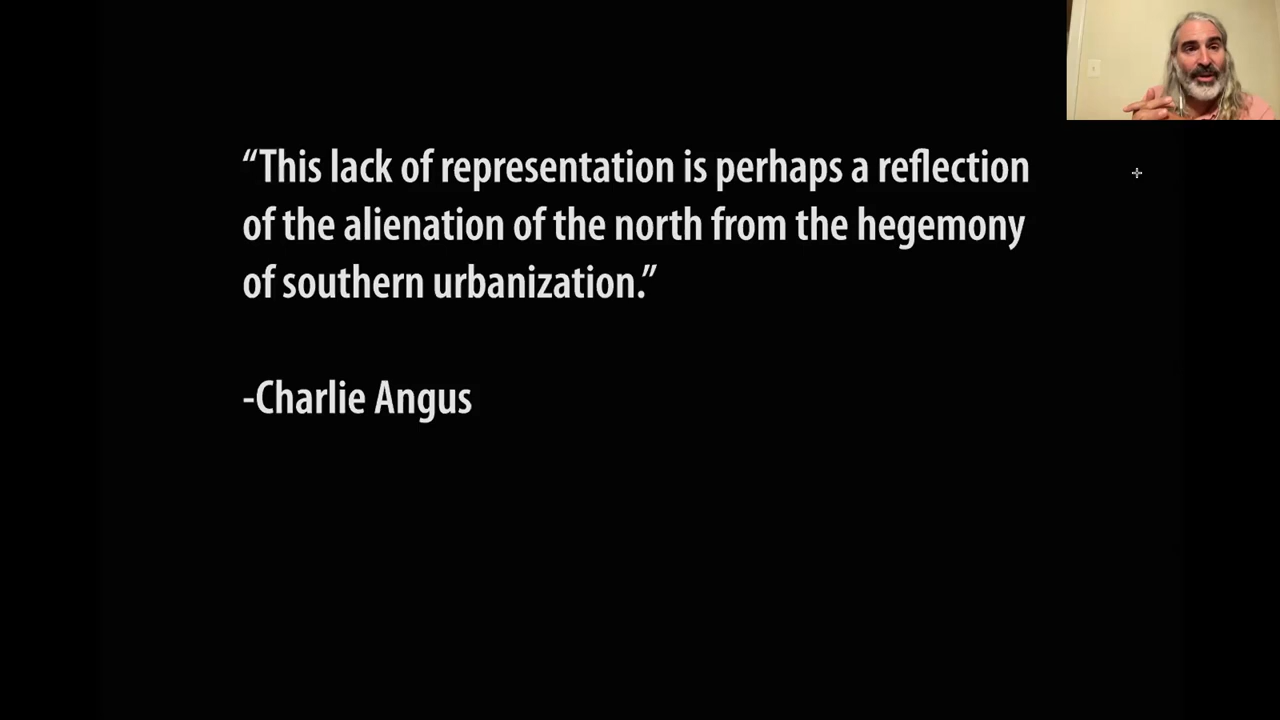 “This lack of representation is perhaps a reflection
of the alienation of the north from the hegemony
of southern urbanization.”
-Charlie Angus